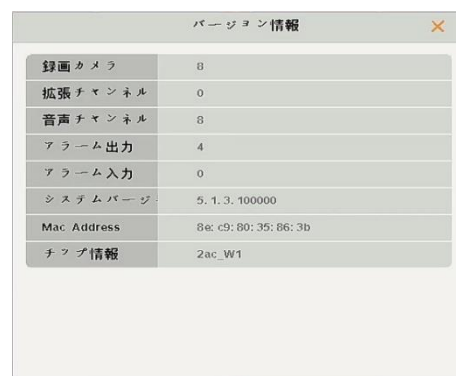 バージョン情報
録画カメラ 8
拡張チャンネル 0
音声チャンネル 8
アラーム出力 4
アラーム入力 0
システムバージ 5.1.3.100000
Mac Address 8e:c9:80:35:86:3b
チップ情報 2ac_W1